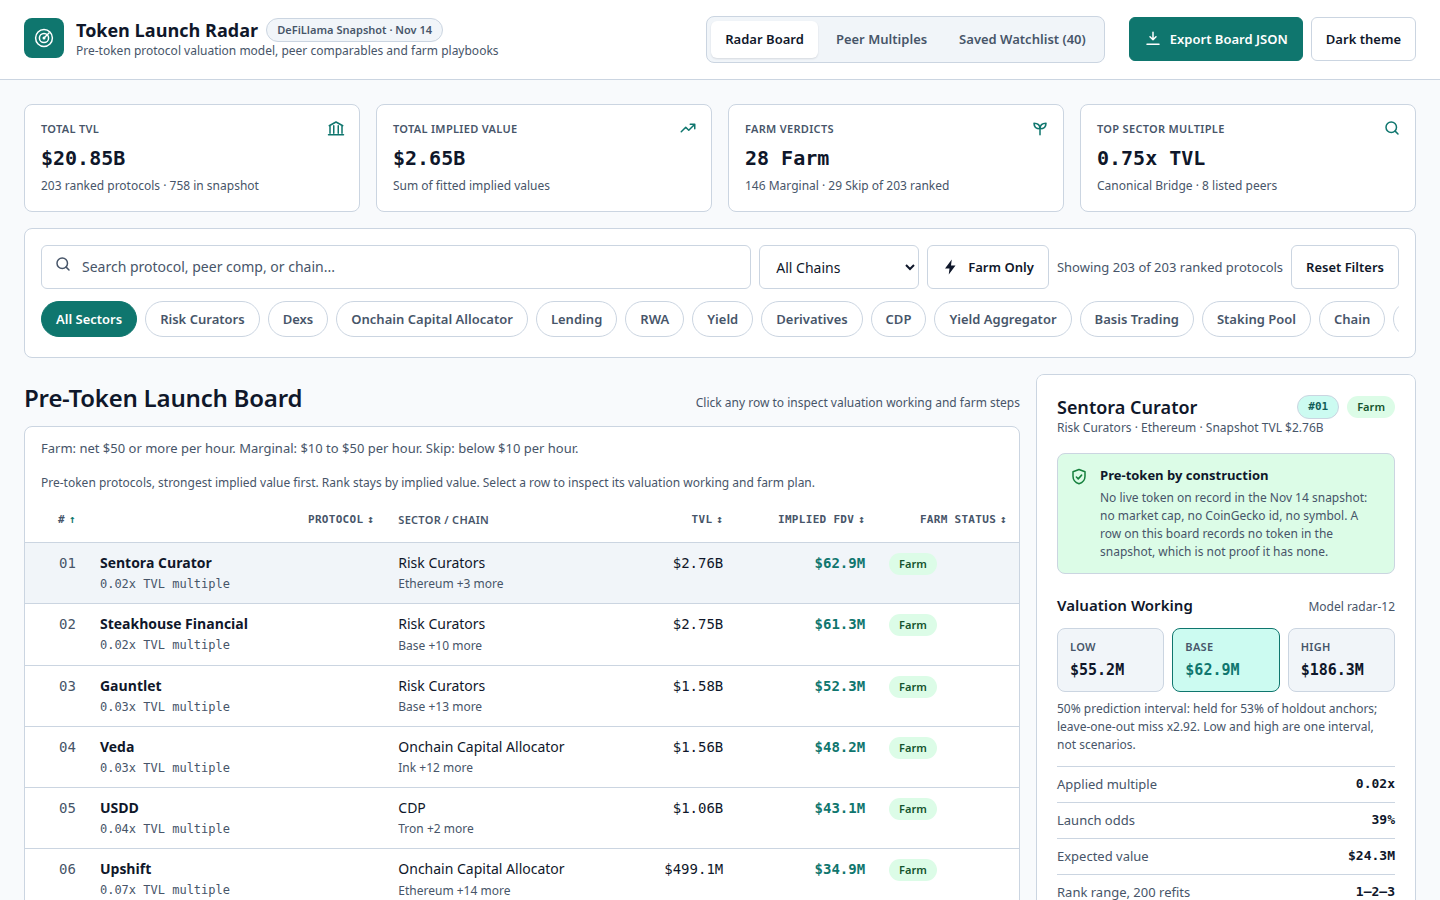 Token Launch Radar
DeFiLlama Snapshot · Nov 14
Pre-token protocol valuation model, peer comparables and farm playbooks
Radar Board
Peer Multiples
Saved Watchlist (40)
Export Board JSON
Dark theme
TOTAL TVL
$20.85B
203 ranked protocols · 758 in snapshot
TOTAL IMPLIED VALUE
$2.65B
Sum of fitted implied values
FARM VERDICTS
28 Farm
146 Marginal · 29 Skip of 203 ranked
TOP SECTOR MULTIPLE
0.75x TVL
Canonical Bridge · 8 listed peers
Search protocol, peer comp, or chain...
All Chains
Farm Only
Showing 203 of 203 ranked protocols
Reset Filters
All Sectors
Risk Curators
Dexs
Onchain Capital Allocator
Lending
RWA
Yield
Derivatives
CDP
Yield Aggregator
Basis Trading
Staking Pool
Chain
Pre-Token Launch Board
Click any row to inspect valuation working and farm steps
Farm: net $50 or more per hour. Marginal: $10 to $50 per hour. Skip: below $10 per hour.
Pre-token protocols, strongest implied value first. Rank stays by implied value. Select a row to inspect its valuation working and farm plan.
# ↑ PROTOCOL ↕ SECTOR / CHAIN TVL ↕ IMPLIED FDV ↕ FARM STATUS ↕
01 Sentora Curator Risk Curators $2.76B $62.9M Farm
0.02x TVL multiple Ethereum +3 more
02 Steakhouse Financial Risk Curators $2.75B $61.3M Farm
0.02x TVL multiple Base +10 more
03 Gauntlet Risk Curators $1.58B $52.3M Farm
0.03x TVL multiple Base +13 more
04 Veda Onchain Capital Allocator $1.56B $48.2M Farm
0.03x TVL multiple Ink +12 more
05 USDD CDP $1.06B $43.1M Farm
0.04x TVL multiple Tron +2 more
06 Upshift Onchain Capital Allocator $499.1M $34.9M Farm
0.07x TVL multiple Ethereum +14 more
Sentora Curator
#01
Farm
Risk Curators · Ethereum · Snapshot TVL $2.76B
Pre-token by construction
No live token on record in the Nov 14 snapshot:
no market cap, no CoinGecko id, no symbol. A
row on this board records no token in the
snapshot, which is not proof it has none.
Valuation Working
Model radar-12
LOW
$55.2M
BASE
$62.9M
HIGH
$186.3M
50% prediction interval: held for 53% of holdout anchors;
leave-one-out miss x2.92. Low and high are one interval,
not scenarios.
Applied multiple 0.02x
Launch odds 39%
Expected value $24.3M
Rank range, 200 refits 1–2–3